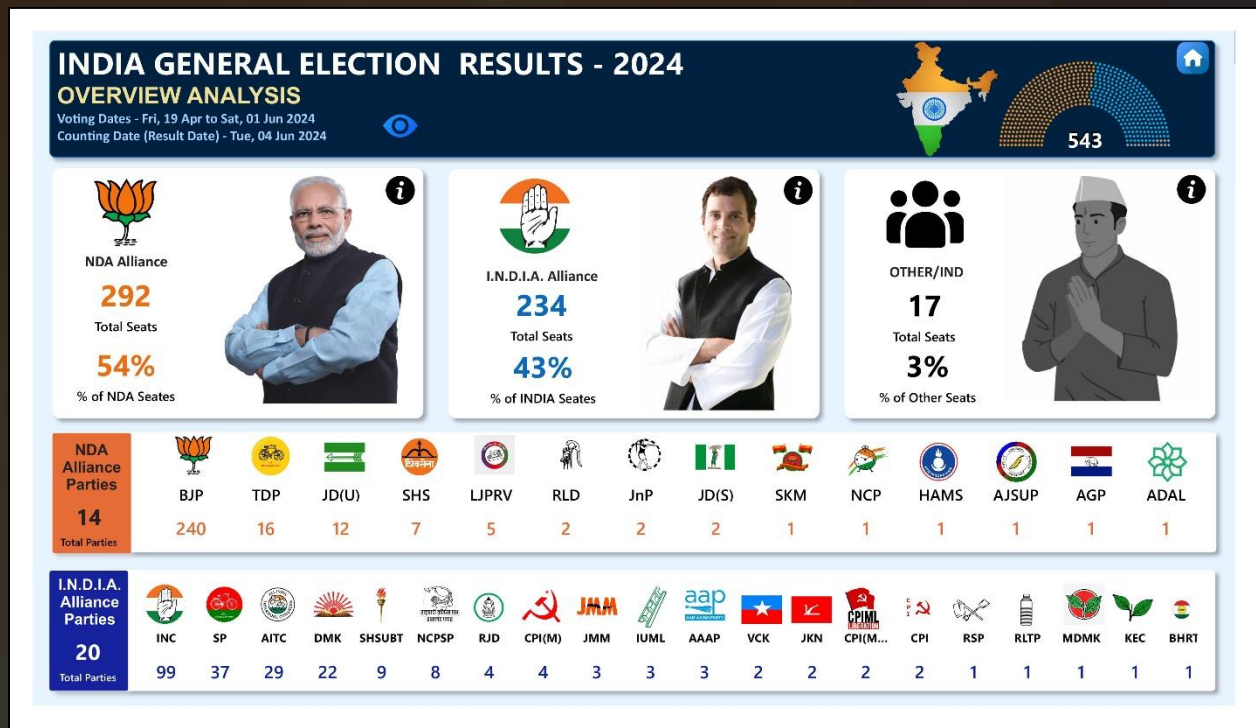 INDIA GENERAL ELECTION RESULTS - 2024
OVERVIEW ANALYSIS
Voting Dates - Fri, 19 Apr to Sat, 01 Jun 2024
Counting Date (Result Date) - Tue, 04 Jun 2024
543
NDA Alliance
292
Total Seats
54%
% of NDA Seates
I.N.D.I.A. Alliance
234
Total Seats
43%
% of INDIA Seates
OTHER/IND
17
Total Seats
3%
% of Other Seats
NDA
Alliance
Parties
14
Total Parties
शिवसेना
BJP TDP JD(U) SHS LJPRV RLD JnP JD(S) SKM NCP HAMS AJSUP AGP ADAL
240 16 12 7 5 2 2 2 1 1 1 1 1 1
I.N.D.I.A.
Alliance
Parties
20
Total Parties
JMM
aap
CPIML
CPI
INC SP AITC DMK SHSUBT NCPSP RJD CPI(M) JMM IUML AAAP VCK JKN CPI(M... CPI RSP RLTP MDMK KEC BHRT
99 37 29 22 9 8 4 4 3 3 3 2 2 2 2 1 1 1 1 1